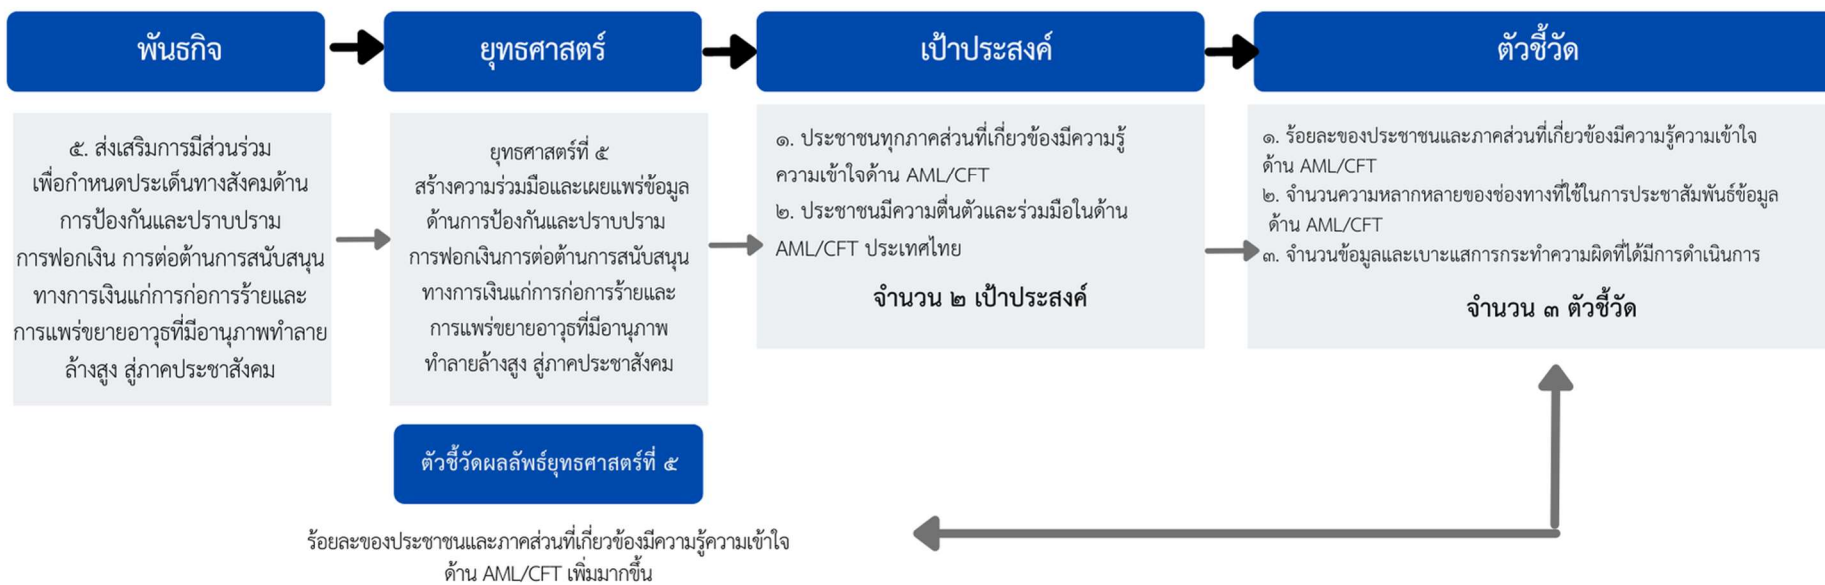 พันธกิจ
ยุทธศาสตร์
เป้าประสงค์
ตัวชี้วัด
๕. ส่งเสริมการมีส่วนร่วม
เพื่อกำหนดประเด็นทางสังคมด้าน
การป้องกันและปราบปราม
การฟอกเงิน การต่อต้านการสนับสนุน
ทางการเงินแก่การก่อการร้ายและ
การแพร่ขยายอาวุธที่มีอานุภาพทำลาย
ล้างสูง สู่ภาคประชาสังคม
ยุทธศาสตร์ที่ ๕
สร้างความร่วมมือและเผยแพร่ข้อมูล
ด้านการป้องกันและปราบปราม
การฟอกเงินการต่อต้านการสนับสนุน
ทางการเงินแก่การก่อการร้ายและ
การแพร่ขยายอาวุธที่มีอานุภาพ
ทำลายล้างสูง สู่ภาคประชาสังคม
๑. ประชาชนทุกภาคส่วนที่เกี่ยวข้องมีความรู้
ความเข้าใจด้าน AML/CFT
๒. ประชาชนมีความตื่นตัวและร่วมมือในด้าน
AML/CFT ประเทศไทย
จำนวน ๒ เป้าประสงค์
๑. ร้อยละของประชาชนและภาคส่วนที่เกี่ยวข้องมีความรู้ความเข้าใจ
ด้าน AML/CFT
๒. จำนวนความหลากหลายของช่องทางที่ใช้ในการประชาสัมพันธ์ข้อมูล
ด้าน AML/CFT
๓. จำนวนข้อมูลและเบาะแสการกระทำความผิดที่ได้มีการดำเนินการ
จำนวน ๓ ตัวชี้วัด
ตัวชี้วัดผลลัพธ์ยุทธศาสตร์ที่ ๕
ร้อยละของประชาชนและภาคส่วนที่เกี่ยวข้องมีความรู้ความเข้าใจ
ด้าน AML/CFT เพิ่มมากขึ้น